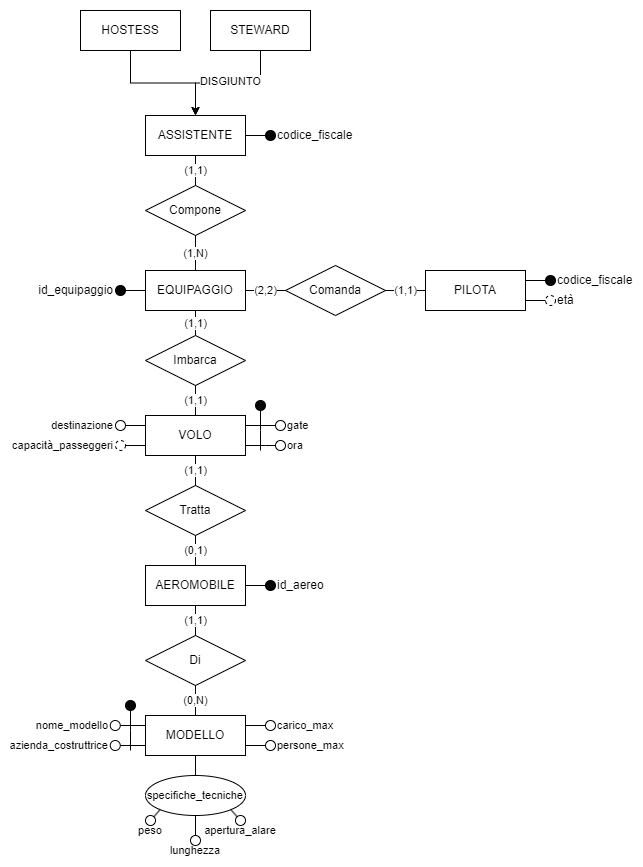 HOSTESS
STEWARD
DISGIUNTO
ASSISTENTE
codice_fiscale
(1,1)
Compone
(1,N)
id_equipaggio
EQUIPAGGIO
(2,2)
Comanda
(1,1)
PILOTA
codice_fiscale
età
(1,1)
Imbarca
(1,1)
destinazione
capacità_passeggeri
VOLO
gate
ora
(1,1)
Tratta
(0,1)
AEROMOBILE
id_aereo
(1,1)
Di
(0,N)
nome_modello
azienda_costruttrice
MODELLO
carico_max
persone_max
specifiche_tecniche
peso
lunghezza
apertura_alare